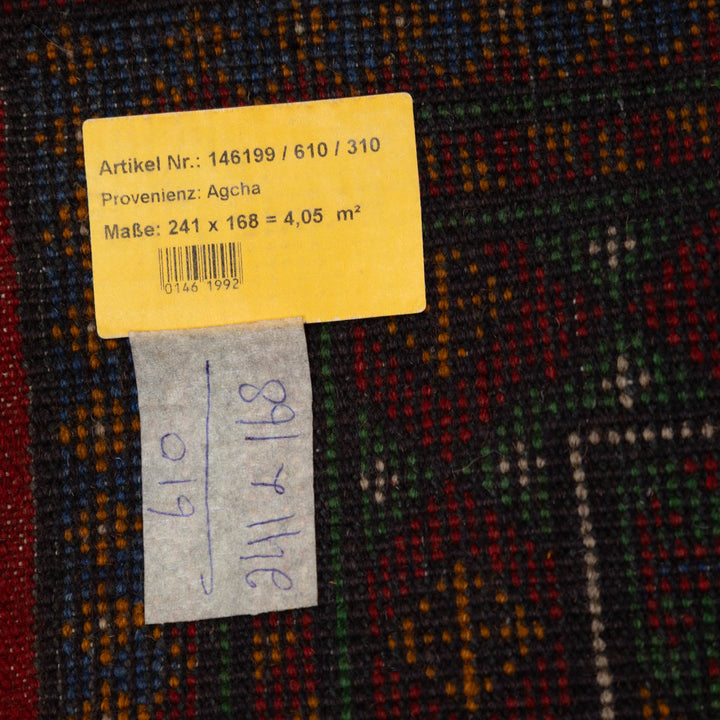 Artikel Nr.: 146199 / 610 / 310
Provenienz: Agcha
Maße: 241 x 168 = 4,05 m²
0146 1992
610
241 x 168